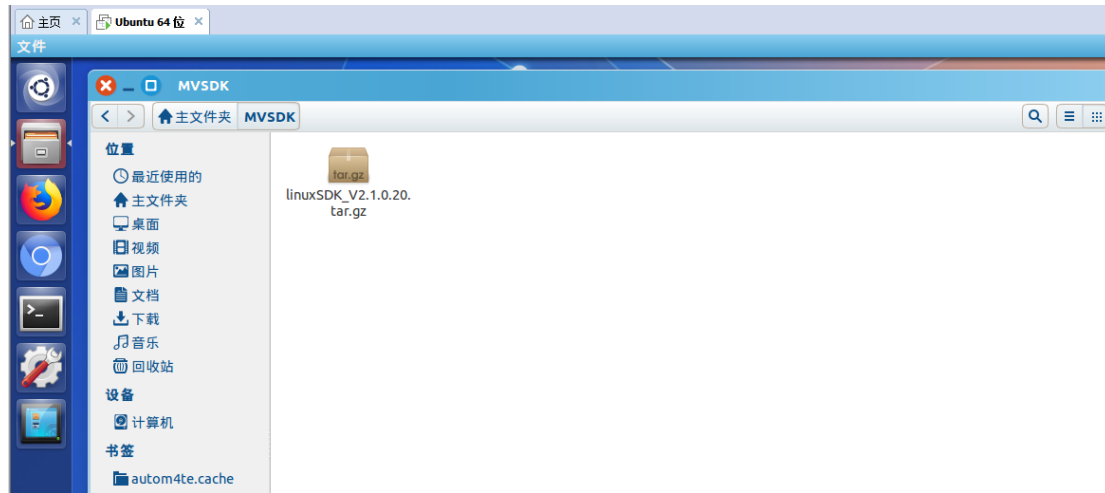 主页 × Ubuntu 64 位 ×
文件
MVSDK
主文件夹 MVSDK
位置
最近使用的
主文件夹
桌面
视频
图片
文档
下载
音乐
回收站
设备
计算机
书签
autom4te.cache
tar.gz
linuxSDK_V2.1.0.20.
tar.gz